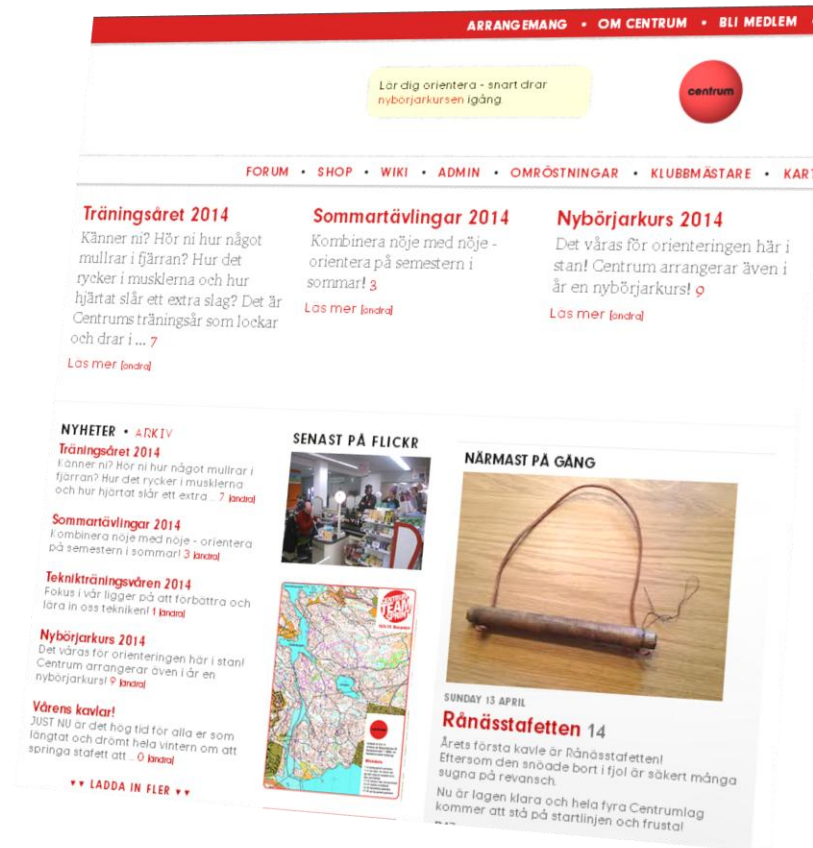 ARRANGEMANG • OM CENTRUM • BLI MEDLEM
Lär dig orientera - snart drar
nybörjarkursen igång
centrum
FORUM • SHOP • WIKI • ADMIN • OMRÖSTNINGAR • KLUBBMÄSTARE • KART
Träningsåret 2014
Känner ni? Hör ni hur något
mullrar i fjärran? Hur det
rycker i musklerna och hur
hjärtat slår ett extra slag? Det är
Centrums träningsår som lockar
och drar i ... 7
Läs mer [ändra]
Sommartävlingar 2014
Kombinera nöje med nöje -
orientera på semestern i
sommar! 3
Läs mer [ändra]
Nybörjarkurs 2014
Det våras för orienteringen här i
stan! Centrum arrangerar även i
år en nybörjarkurs! 9
Läs mer [ändra]
NYHETER • ARKIV
Träningsåret 2014
Känner ni? Hör ni hur något mullrar i
fjärran? Hur det rycker i musklerna
och hur hjärtat slår ett extra ... 7 [ändra]
Sommartävlingar 2014
Kombinera nöje med nöje - orientera
på semestern i sommar! 3 [ändra]
Teknikträningsvåren 2014
Fokus i vår ligger på att förbättra och
lära in oss tekniken! 1 [ändra]
Nybörjarkurs 2014
Det våras för orienteringen här i stan!
Centrum arrangerar även i år en
nybörjarkurs! 9 [ändra]
Vårens kavlar!
JUST NU är det hög tid för alla er som
längtat och drömt hela vintern om att
springa stafett att ... 0 [ändra]
▾▾ LADDA IN FLER ▾▾
SENAST PÅ FLICKR
TEAM
NÄRMAST PÅ GÅNG
SUNDAY 13 APRIL
Rånässtafetten 14
Årets första kavle är Rånässtafetten!
Eftersom den snöade bort i fjol är säkert många
sugna på revansch.
Nu är lagen klara och hela fyra Centrumlag
kommer att stå på startlinjen och frusta!